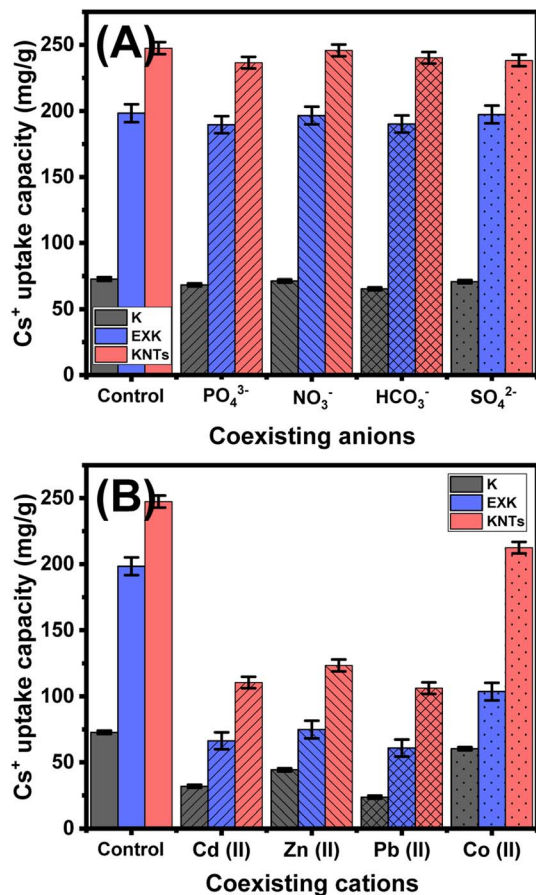 (A)
Cs⁺ uptake capacity (mg/g)
250
200
150
100
50
0
K
EXK
KNTs
Control PO₄³⁻ NO₃⁻ HCO₃⁻ SO₄²⁻
Coexisting anions
(B)
Cs⁺ uptake capacity (mg/g)
250
200
150
100
50
0
K
EXK
KNTs
Control Cd (II) Zn (II) Pb (II) Co (II)
Coexisting cations